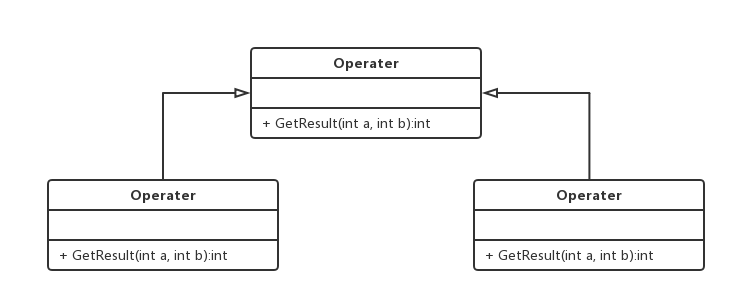 Operater
+ GetResult(int a, int b):int
Operater
+ GetResult(int a, int b):int
Operater
+ GetResult(int a, int b):int